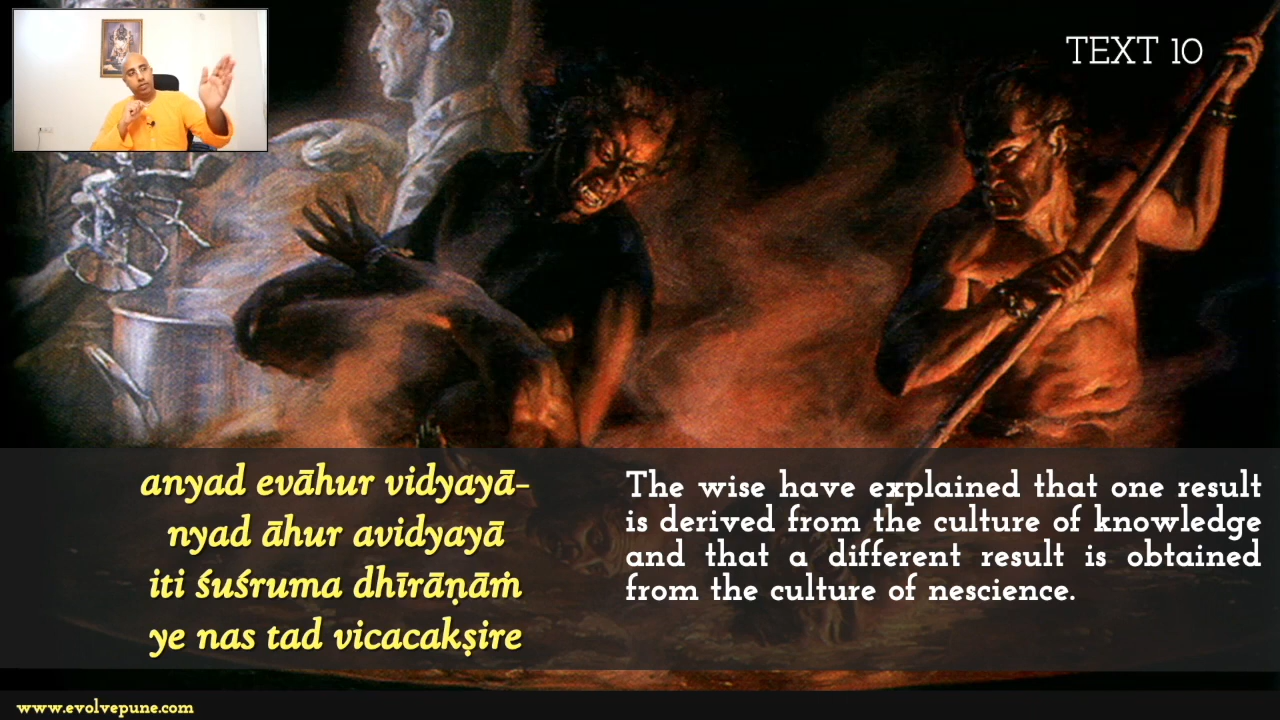 TEXT 10
anyad evāhur vidyayā-
nyad āhur avidyayā
iti śuśruma dhīrāṇāṁ
ye nas tad vicacakṣire
The wise have explained that one result
is derived from the culture of knowledge
and that a different result is obtained
from the culture of nescience.
www.evolvepune.com